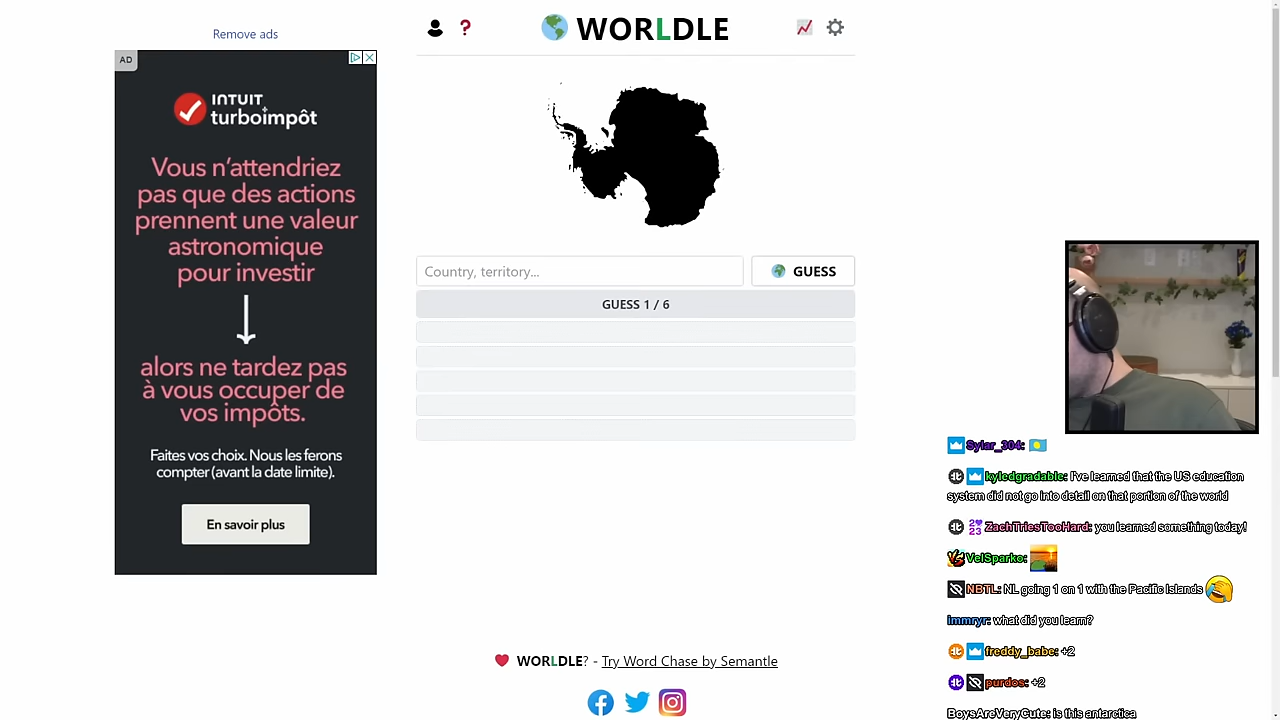 Remove ads
AD
INTUIT
turboimpôt
Vous n'attendriez
pas que des actions
prennent une valeur
astronomique
pour investir
alors ne tardez pas
à vous occuper de
vos impôts.
Faites vos choix. Nous les ferons
compter (avant la date limite).
En savoir plus
?
WORLDLE
Country, territory...
GUESS
GUESS 1 / 6
WORLDLE? - Try Word Chase by Semantle
Sylar_304:
kyledgradable: I've learned that the US education
system did not go into detail on that portion of the world
2
23
ZachTriesTooHard: you learned something today!
VelSparko:
NBTL: NL going 1 on 1 with the Pacific Islands
immryr: what did you learn?
freddy_babe: +2
purdos: +2
BoysAreVeryCute: is this antarctica